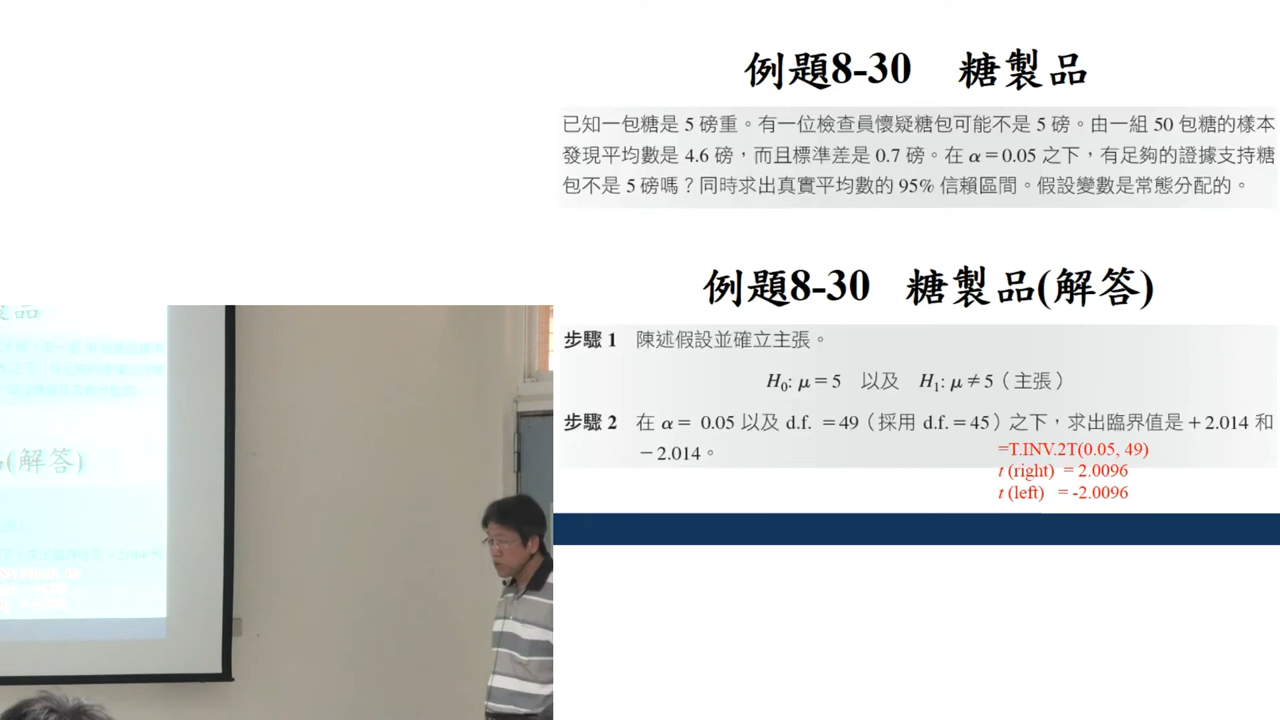 例題8-30 糖製品
已知一包糖是 5 磅重。有一位檢查員懷疑糖包可能不是 5 磅。由一組 50 包糖的樣本
發現平均數是 4.6 磅，而且標準差是 0.7 磅。在 α＝0.05 之下，有足夠的證據支持糖
包不是 5 磅嗎？同時求出真實平均數的 95% 信賴區間。假設變數是常態分配的。
例題8-30 糖製品(解答)
步驟 1 陳述假設並確立主張。
H₀: μ＝5 以及 H₁: μ≠5（主張）
步驟 2 在 α＝ 0.05 以及 d.f. ＝49（採用 d.f.＝45）之下，求出臨界值是＋2.014 和
－2.014。
=T.INV.2T(0.05, 49)
t (right) = 2.0096
t (left) = -2.0096
製品
(解答)